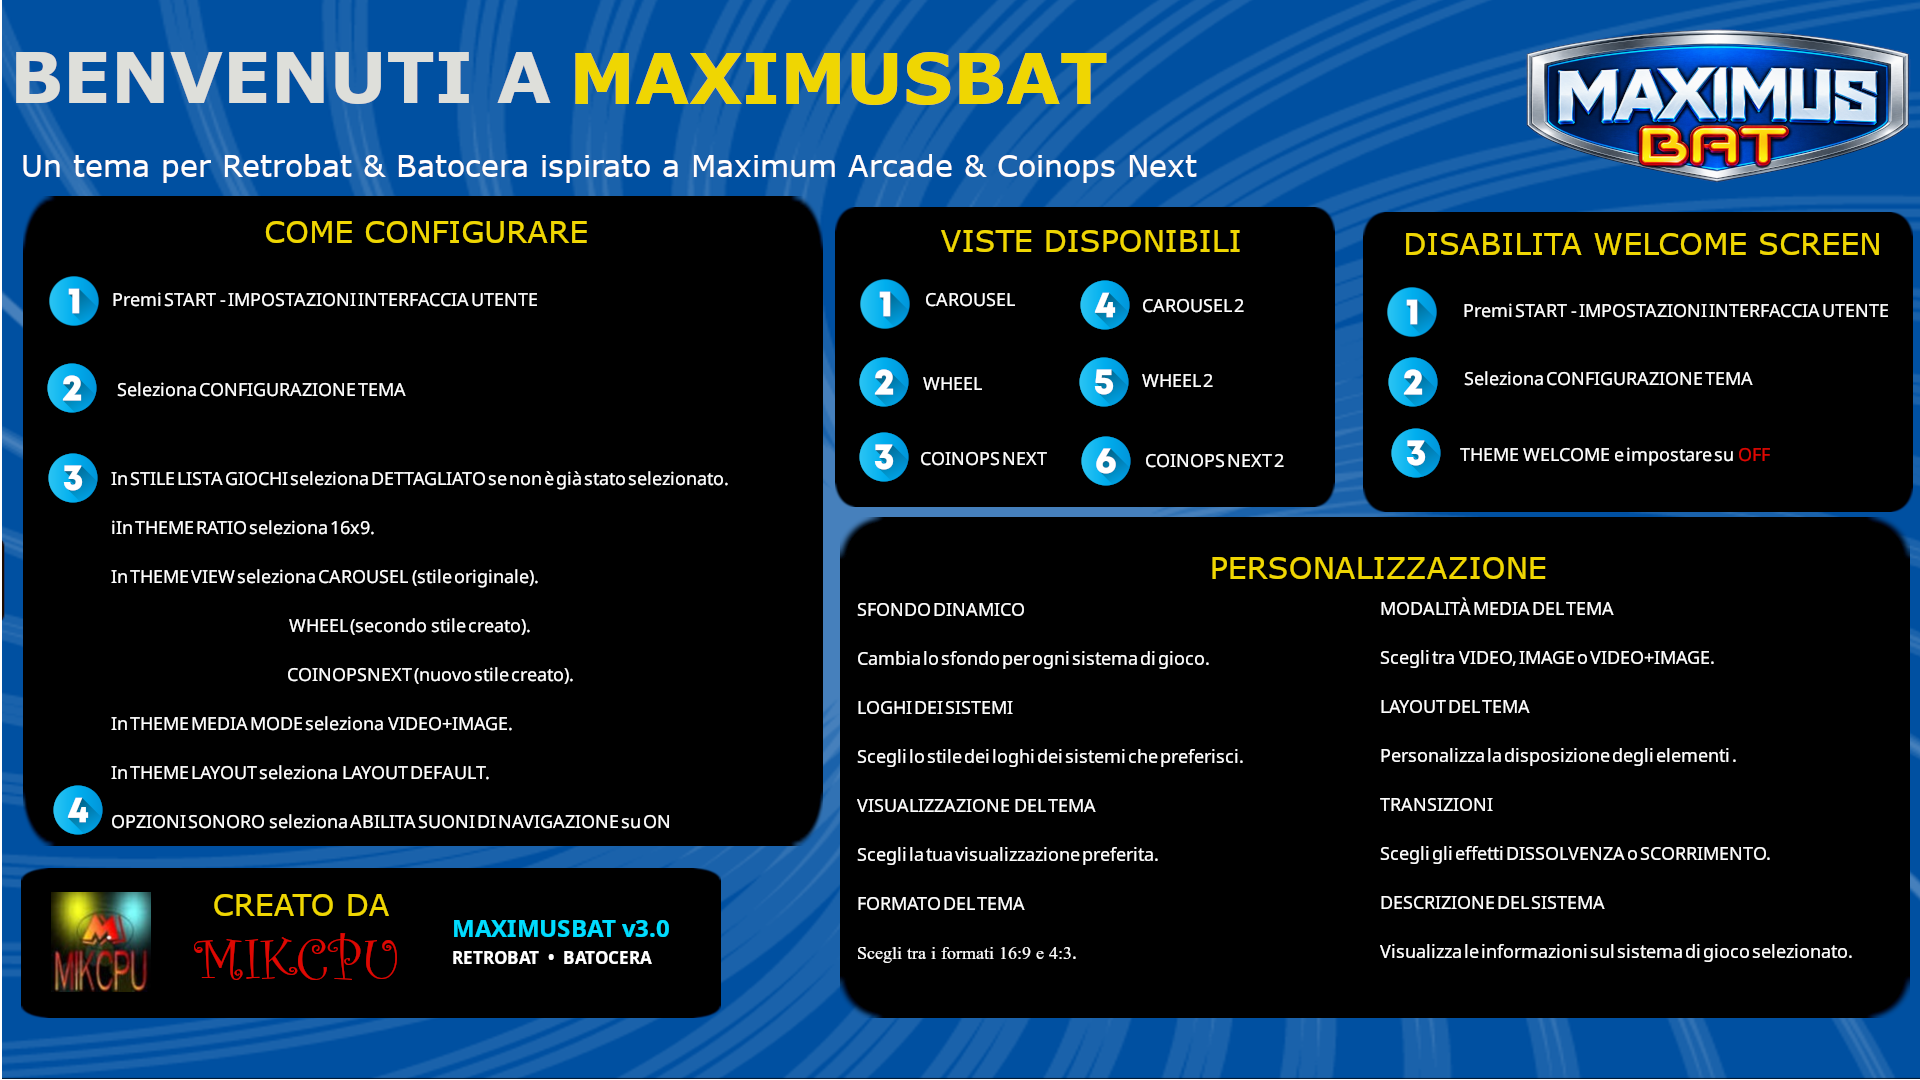 BENVENUTI A MAXIMUSBAT
MAXIMUS
BAT
Un tema per Retrobat & Batocera ispirato a Maximum Arcade & Coinops Next
COME CONFIGURARE
1 Premi START - IMPOSTAZIONI INTERFACCIA UTENTE
2 Seleziona CONFIGURAZIONE TEMA
3 In STILE LISTA GIOCHI seleziona DETTAGLIATO se non è già stato selezionato.
iIn THEME RATIO seleziona 16x9.
In THEME VIEW seleziona CAROUSEL (stile originale).
WHEEL (secondo stile creato).
COINOPSNEXT (nuovo stile creato).
In THEME MEDIA MODE seleziona VIDEO+IMAGE.
In THEME LAYOUT seleziona LAYOUT DEFAULT.
4 OPZIONI SONORO seleziona ABILITA SUONI DI NAVIGAZIONE su ON
VISTE DISPONIBILI
1 CAROUSEL
2 WHEEL
3 COINOPS NEXT
4 CAROUSEL 2
5 WHEEL 2
6 COINOPS NEXT 2
DISABILITA WELCOME SCREEN
1 Premi START - IMPOSTAZIONI INTERFACCIA UTENTE
2 Seleziona CONFIGURAZIONE TEMA
3 THEME WELCOME e impostare su OFF
PERSONALIZZAZIONE
SFONDO DINAMICO
Cambia lo sfondo per ogni sistema di gioco.
LOGHI DEI SISTEMI
Scegli lo stile dei loghi dei sistemi che preferisci.
VISUALIZZAZIONE DEL TEMA
Scegli la tua visualizzazione preferita.
FORMATO DEL TEMA
Scegli tra i formati 16:9 e 4:3.
MODALITÀ MEDIA DEL TEMA
Scegli tra VIDEO, IMAGE o VIDEO+IMAGE.
LAYOUT DEL TEMA
Personalizza la disposizione degli elementi .
TRANSIZIONI
Scegli gli effetti DISSOLVENZA o SCORRIMENTO.
DESCRIZIONE DEL SISTEMA
Visualizza le informazioni sul sistema di gioco selezionato.
M
MIKCPU
CREATO DA
MIKCPU
MAXIMUSBAT v3.0
RETROBAT • BATOCERA